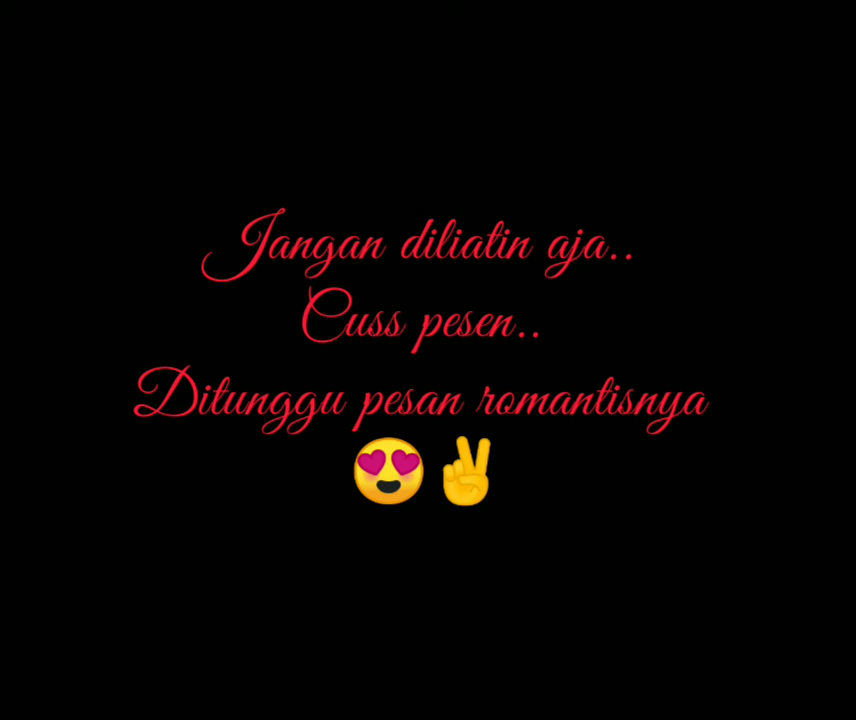 Jangan diliatin aja..
Cuss pesen..
Ditunggu pesan romantisnya
😍✌